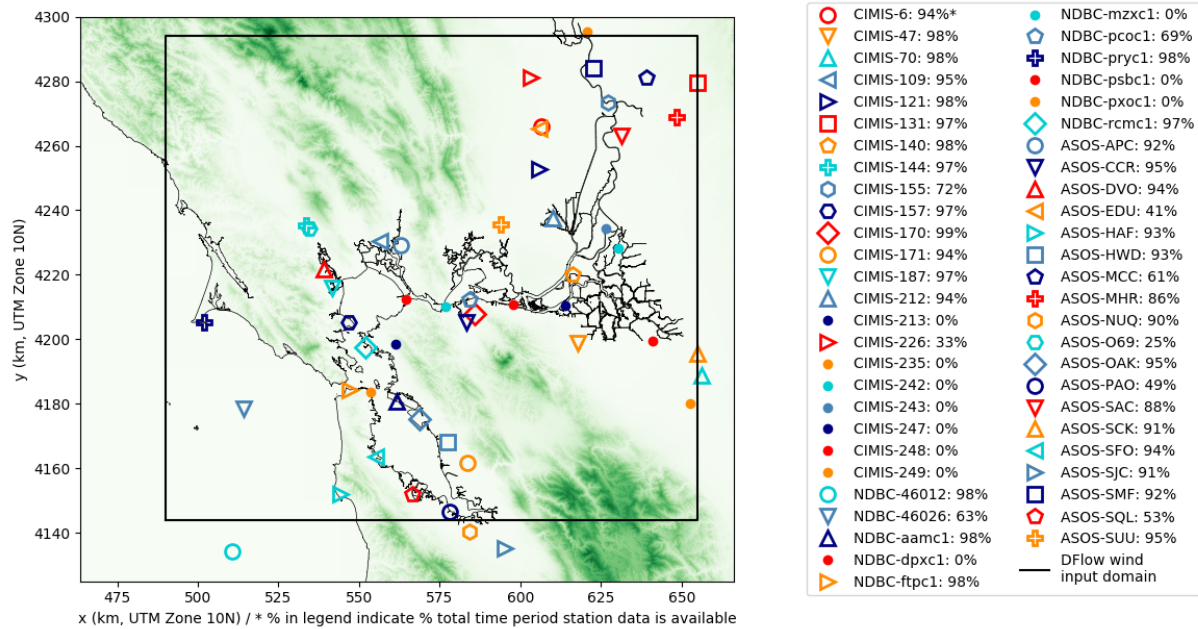 4300
4280
4260
4240
4220
4200
4180
4160
4140
y (km, UTM Zone 10N)
475
500
525
550
575
600
625
650
x (km, UTM Zone 10N) / * % in legend indicate % total time period station data is available
CIMIS-6: 94%*
CIMIS-47: 98%
CIMIS-70: 98%
CIMIS-109: 95%
CIMIS-121: 98%
CIMIS-131: 97%
CIMIS-140: 98%
CIMIS-144: 97%
CIMIS-155: 72%
CIMIS-157: 97%
CIMIS-170: 99%
CIMIS-171: 94%
CIMIS-187: 97%
CIMIS-212: 94%
CIMIS-213: 0%
CIMIS-226: 33%
CIMIS-235: 0%
CIMIS-242: 0%
CIMIS-243: 0%
CIMIS-247: 0%
CIMIS-248: 0%
CIMIS-249: 0%
NDBC-46012: 98%
NDBC-46026: 63%
NDBC-aamc1: 98%
NDBC-dpxc1: 0%
NDBC-ftpc1: 98%
NDBC-mzxc1: 0%
NDBC-pcoc1: 69%
NDBC-pryc1: 98%
NDBC-psbc1: 0%
NDBC-pxoc1: 0%
NDBC-rcmc1: 97%
ASOS-APC: 92%
ASOS-CCR: 95%
ASOS-DVO: 94%
ASOS-EDU: 41%
ASOS-HAF: 93%
ASOS-HWD: 93%
ASOS-MCC: 61%
ASOS-MHR: 86%
ASOS-NUQ: 90%
ASOS-O69: 25%
ASOS-OAK: 95%
ASOS-PAO: 49%
ASOS-SAC: 88%
ASOS-SCK: 91%
ASOS-SFO: 94%
ASOS-SJC: 91%
ASOS-SMF: 92%
ASOS-SQL: 53%
ASOS-SUU: 95%
DFlow wind
input domain